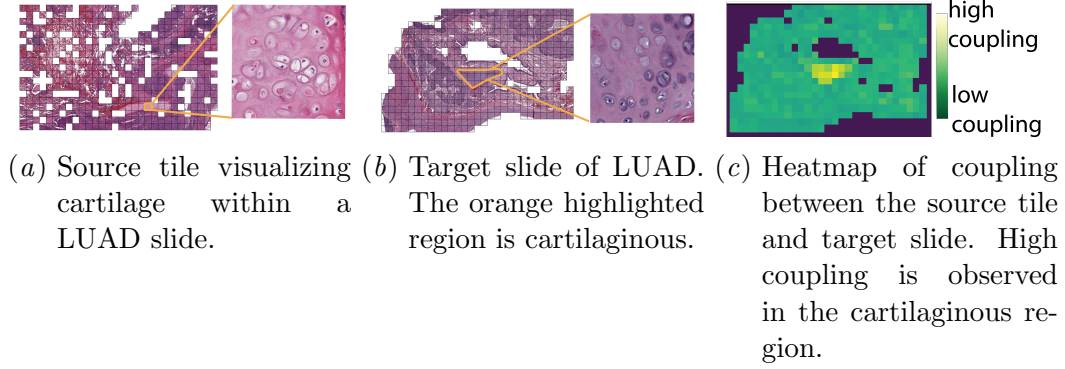 high
coupling
low
coupling
(a) Source tile visualizing
cartilage within a
LUAD slide.
(b) Target slide of LUAD.
The orange highlighted
region is cartilaginous.
(c) Heatmap of coupling
between the source tile
and target slide. High
coupling is observed
in the cartilaginous re-
gion.